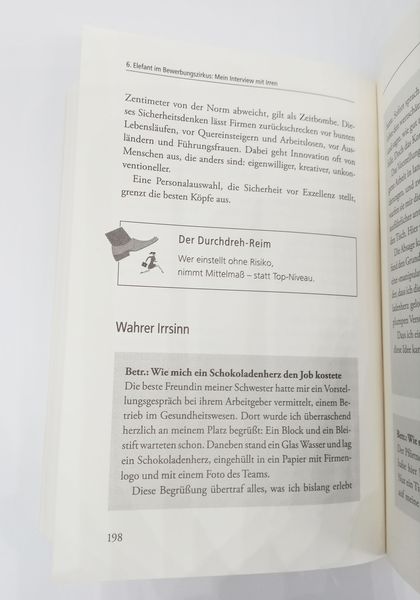 6. Elefant im Bewerbungszirkus: Mein Interview mit Irren
Zentimeter von der Norm abweicht, gilt als Zeitbombe. Die-
ses Sicherheitsdenken lässt Firmen zurückschrecken vor bunten
Lebensläufen, vor Quereinsteigern und Arbeitslosen, vor Aus-
ländern und Führungsfrauen. Dabei geht Innovation oft von
Menschen aus, die anders sind: eigenwilliger, kreativer, unkon-
ventioneller.
Eine Personalauswahl, die Sicherheit vor Exzellenz stellt,
grenzt die besten Köpfe aus.
Der Durchdreh-Reim
Wer einstellt ohne Risiko,
nimmt Mittelmaß – statt Top-Niveau.
Wahrer Irrsinn
Betr.: Wie mich ein Schokoladenherz den Job kostete
Die beste Freundin meiner Schwester hatte mir ein Vorstel-
lungsgespräch bei ihrem Arbeitgeber vermittelt, einem Be-
trieb im Gesundheitswesen. Dort wurde ich überraschend
herzlich an meinem Platz begrüßt: Ein Block und ein Blei-
stift warteten schon. Daneben stand ein Glas Wasser und lag
ein Schokoladenherz, eingehüllt in ein Papier mit Firmen-
logo und mit einem Foto des Teams.
Diese Begrüßung übertraf alles, was ich bislang erlebt
198